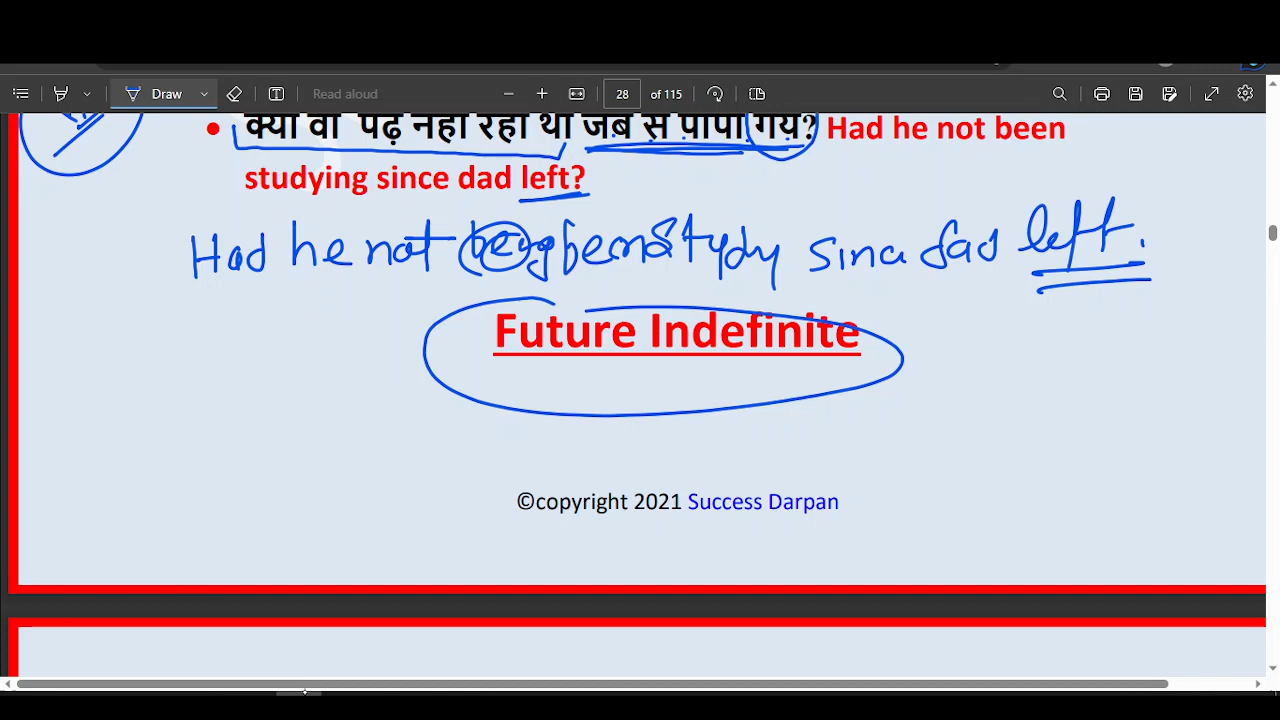 Draw
Read aloud
28 of 115
• क्या वो पढ़ नहीं रहा था जब से पापा गये? Had he not been
studying since dad left?
Had he not been study since dad left.
Future Indefinite
©copyright 2021 Success Darpan